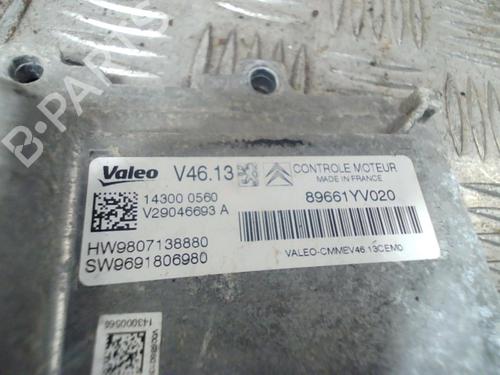 B-PARTS
Valeo V46.13
CONTROLE MOTEUR
MADE IN FRANCE
14300 0560
V29046693 A
89661YV020
HW9807138880
SW9691806980
VALEO-CMMEV46.13CEM0